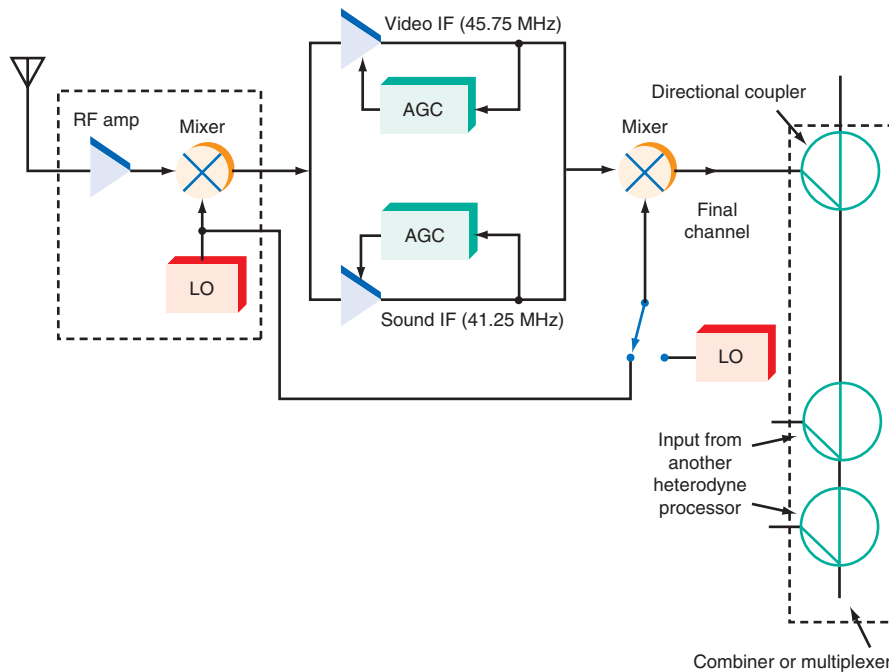 Video IF (45.75 MHz)
Directional coupler
AGC
RF amp
Mixer
Mixer
AGC
Final
channel
LO
Sound IF (41.25 MHz)
LO
Input from
another
heterodyne
processor
Combiner or multiplexer